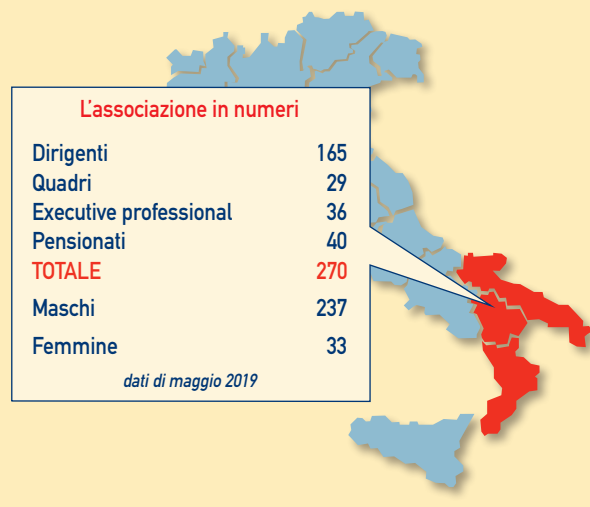 L'associazione in numeri
Dirigenti 165
Quadri 29
Executive professional 36
Pensionati 40
TOTALE 270
Maschi 237
Femmine 33
dati di maggio 2019